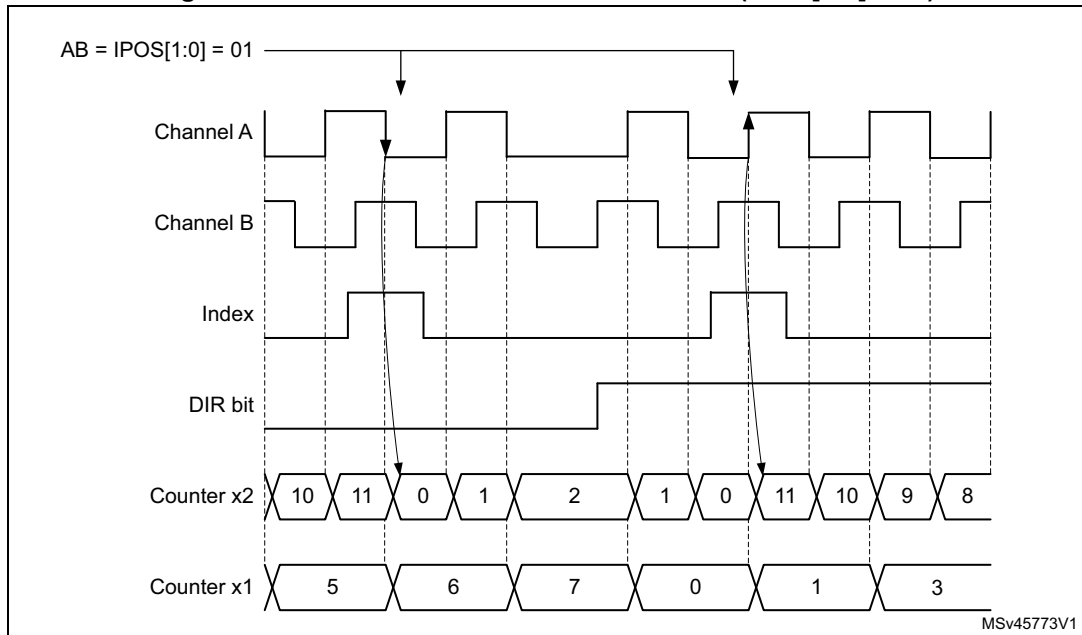 AB = IPOS[1:0] = 01
Channel A
Channel B
Index
DIR bit
Counter x2 10 11 0 1 2 1 0 11 10 9 8
Counter x1 5 6 7 0 1 3
MSv45773V1